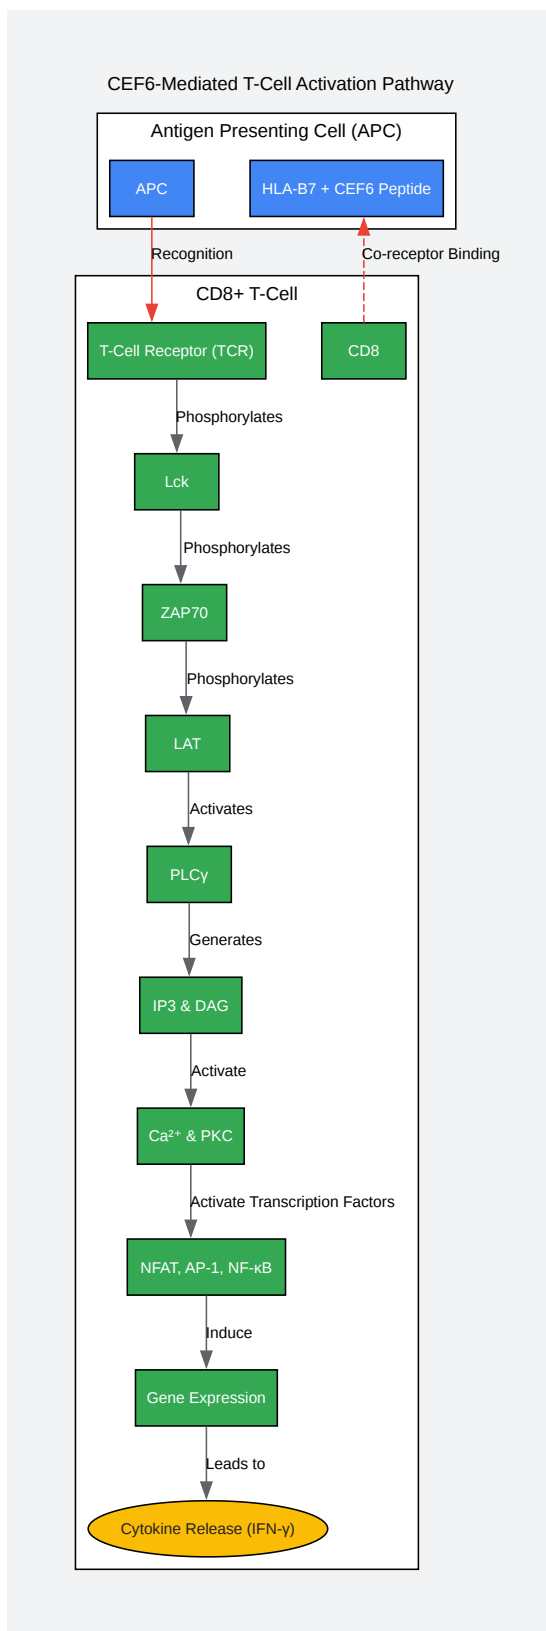 CEF6-Mediated T-Cell Activation Pathway
Antigen Presenting Cell (APC)
APC
HLA-B7 + CEF6 Peptide
Recognition
Co-receptor Binding
CD8+ T-Cell
T-Cell Receptor (TCR)
CD8
Phosphorylates
Lck
Phosphorylates
ZAP70
Phosphorylates
LAT
Activates
PLCγ
Generates
IP3 & DAG
Activate
Ca²⁺ & PKC
Activate Transcription Factors
NFAT, AP-1, NF-κB
Induce
Gene Expression
Leads to
Cytokine Release (IFN-γ)